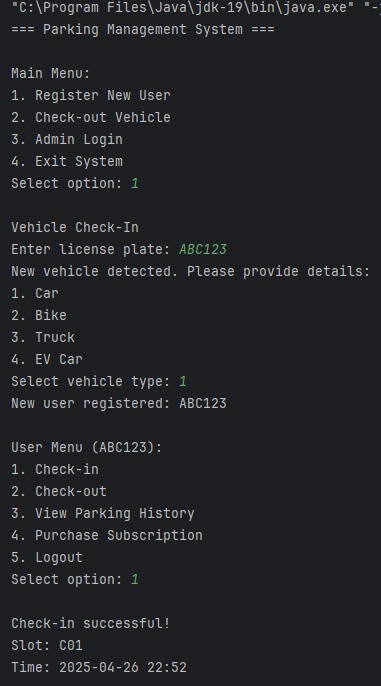 "C:\Program Files\Java\jdk-19\bin\java.exe" "-
=== Parking Management System ===
Main Menu:
1. Register New User
2. Check-out Vehicle
3. Admin Login
4. Exit System
Select option: 1
Vehicle Check-In
Enter license plate: ABC123
New vehicle detected. Please provide details:
1. Car
2. Bike
3. Truck
4. EV Car
Select vehicle type: 1
New user registered: ABC123
User Menu (ABC123):
1. Check-in
2. Check-out
3. View Parking History
4. Purchase Subscription
5. Logout
Select option: 1
Check-in successful!
Slot: C01
Time: 2025-04-26 22:52